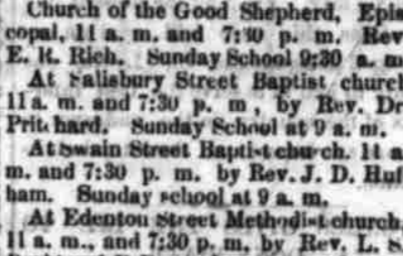 Church of the Good Shepherd, Epis
copal, 11 a. m. and 7:30 p. m. Rev
E. R. Rich. Sunday School 9:30 a. m
At Salisbury Street Baptist church
11 a. m. and 7:30 p. m , by Rev. Dr
Pritchard. Sunday School at 9 a. m.
At Swain Street Baptist church. 11 a
m. and 7:30 p. m. by Rev. J. D. Huf
ham. Sunday school at 9 a. m.
At Edenton Street Methodist church,
11 a. m., and 7:30 p. m. by Rev. L. S.